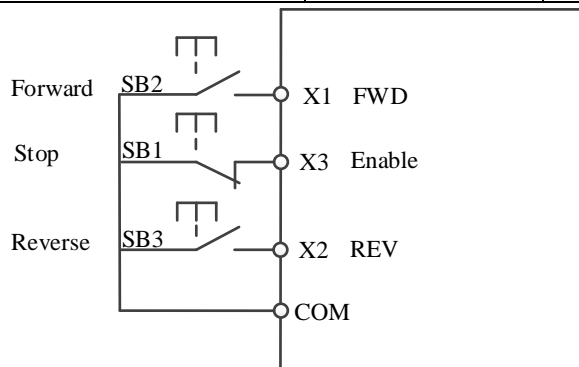 Forward SB2 X1 FWD
Stop SB1 X3 Enable
Reverse SB3 X2 REV
COM